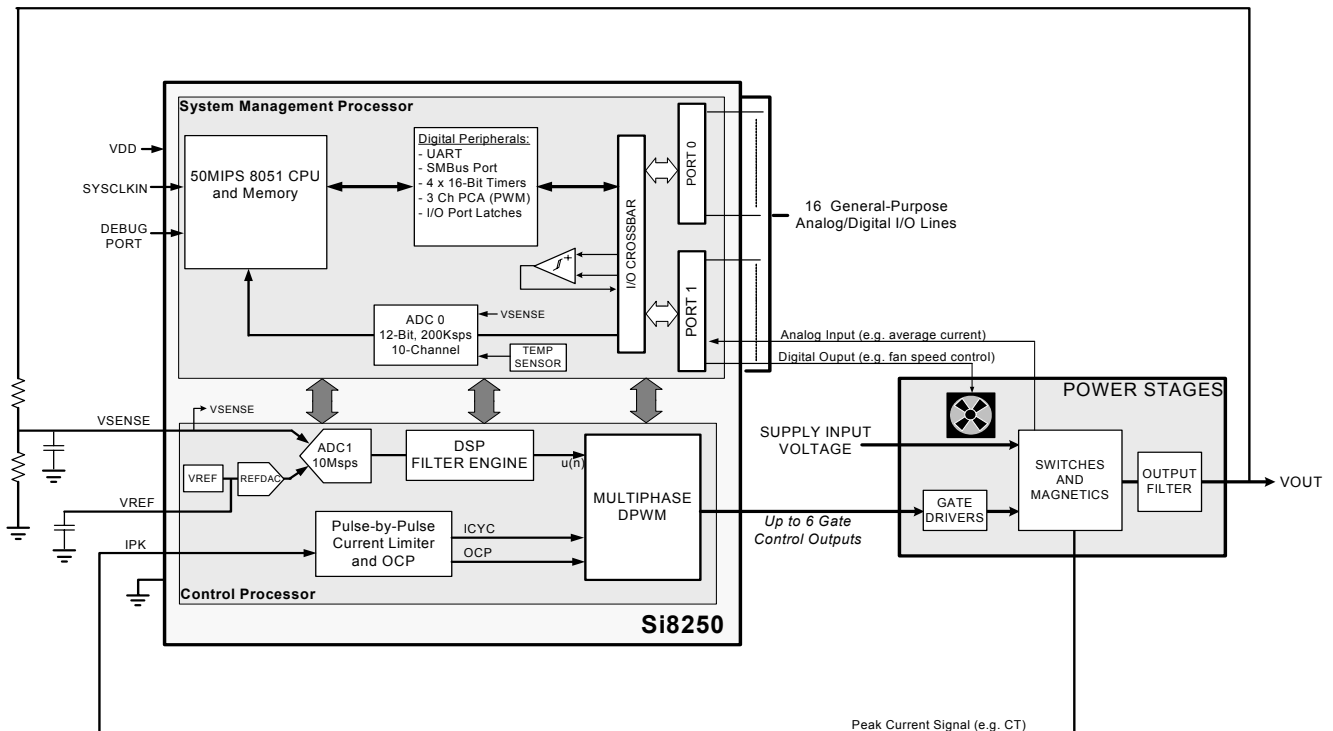 System Management Processor
VDD
SYSCLKIN
DEBUG
PORT
50MIPS 8051 CPU
and Memory
Digital Peripherals:
- UART
- SMBus Port
- 4 x 16-Bit Timers
- 3 Ch PCA (PWM)
- I/O Port Latches
I/O CROSSBAR
PORT 0
PORT 1
16 General-Purpose
Analog/Digital I/O Lines
+
ADC 0
12-Bit, 200Ksps
10-Channel
VSENSE
TEMP
SENSOR
Analog Input (e.g. average current)
Digital Ouput (e.g. fan speed control)
POWER STAGES
SUPPLY INPUT
VOLTAGE
SWITCHES
AND
MAGNETICS
OUTPUT
FILTER
VOUT
GATE
DRIVERS
Up to 6 Gate
Control Outputs
VSENSE
VSENSE
ADC1
10Msps
DSP
FILTER ENGINE
u(n)
MULTIPHASE
DPWM
VREF
REFDAC
VREF
IPK
Pulse-by-Pulse
Current Limiter
and OCP
ICYC
OCP
Control Processor
Si8250
Peak Current Signal (e.g. CT)